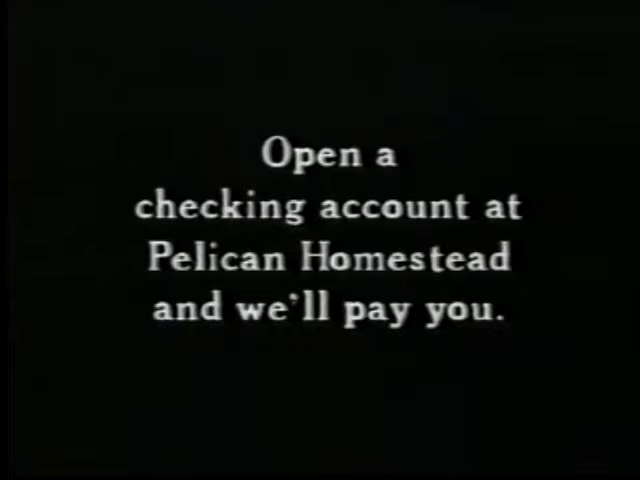 Open a
checking account at
Pelican Homestead
and we'll pay you.